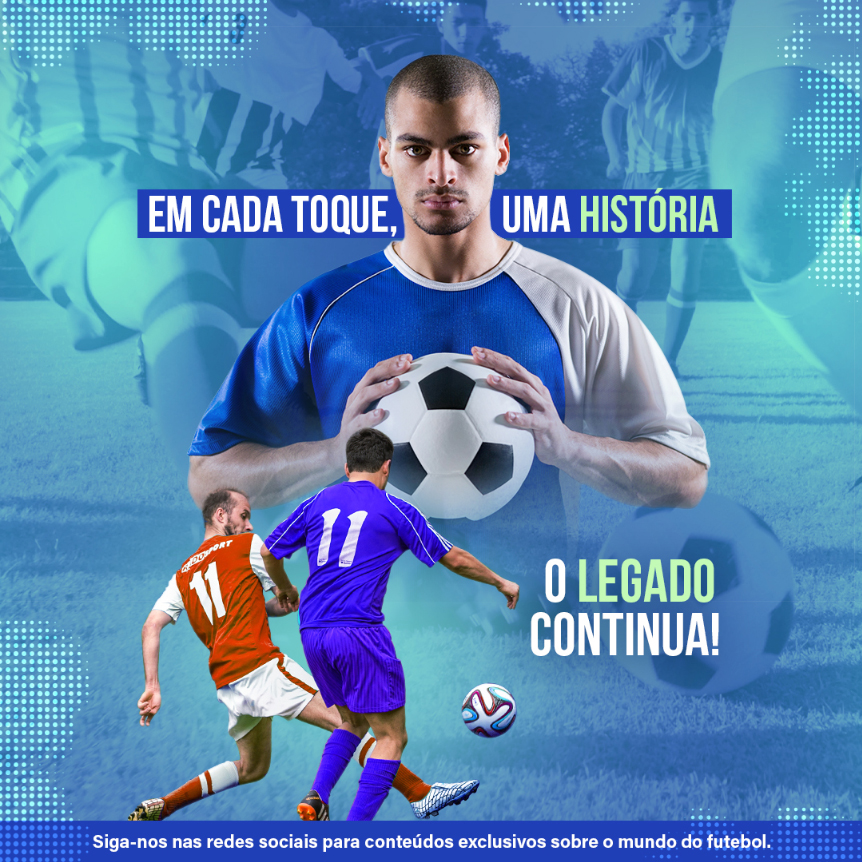 EM CADA TOQUE, UMA HISTÓRIA
11
11
O LEGADO
CONTINUA!
Siga-nos nas redes sociais para conteúdos exclusivos sobre o mundo do futebol.